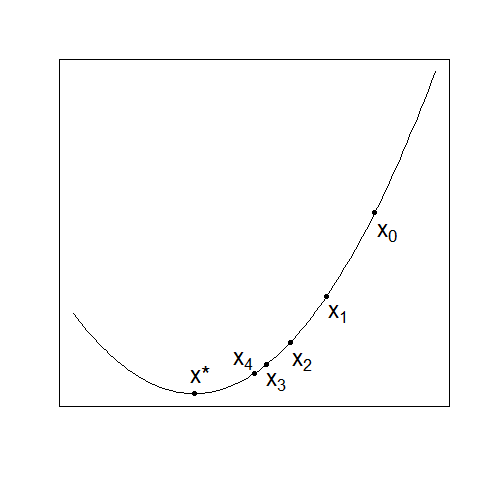 x₀
x₁
x₂
x₄
x₃
x*